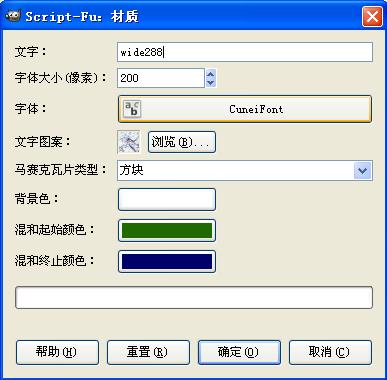 Script-Fu: 材质
文字： wide288
字体大小(像素)： 200
字体： abc CuneiFont
文字图案： 浏览(B)...
马赛克瓦片类型： 方块
背景色：
混和起始颜色：
混和终止颜色：
帮助(H) 重置(R) 确定(O) 取消(C)